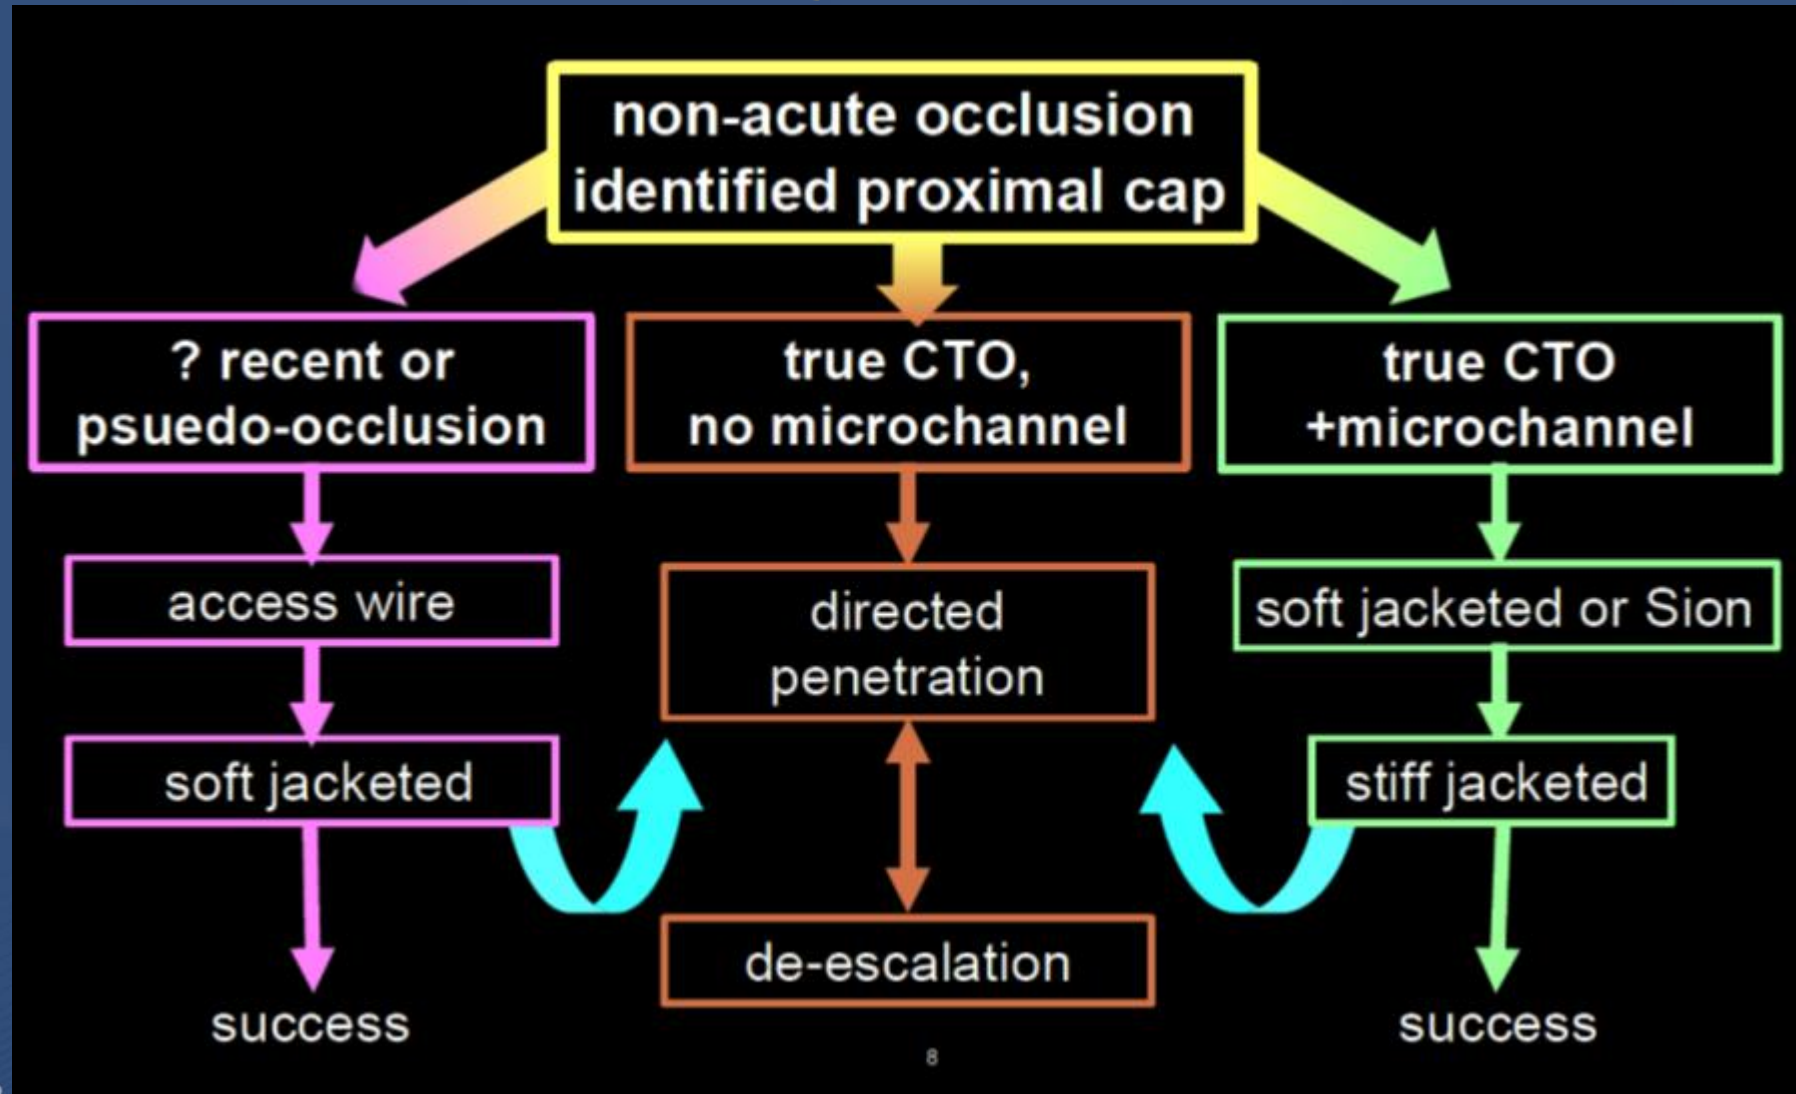 non-acute occlusion
identified proximal cap
? recent or
psuedo-occlusion
true CTO,
no microchannel
true CTO
+microchannel
access wire
directed
penetration
soft jacketed or Sion
soft jacketed
stiff jacketed
de-escalation
success
success
8